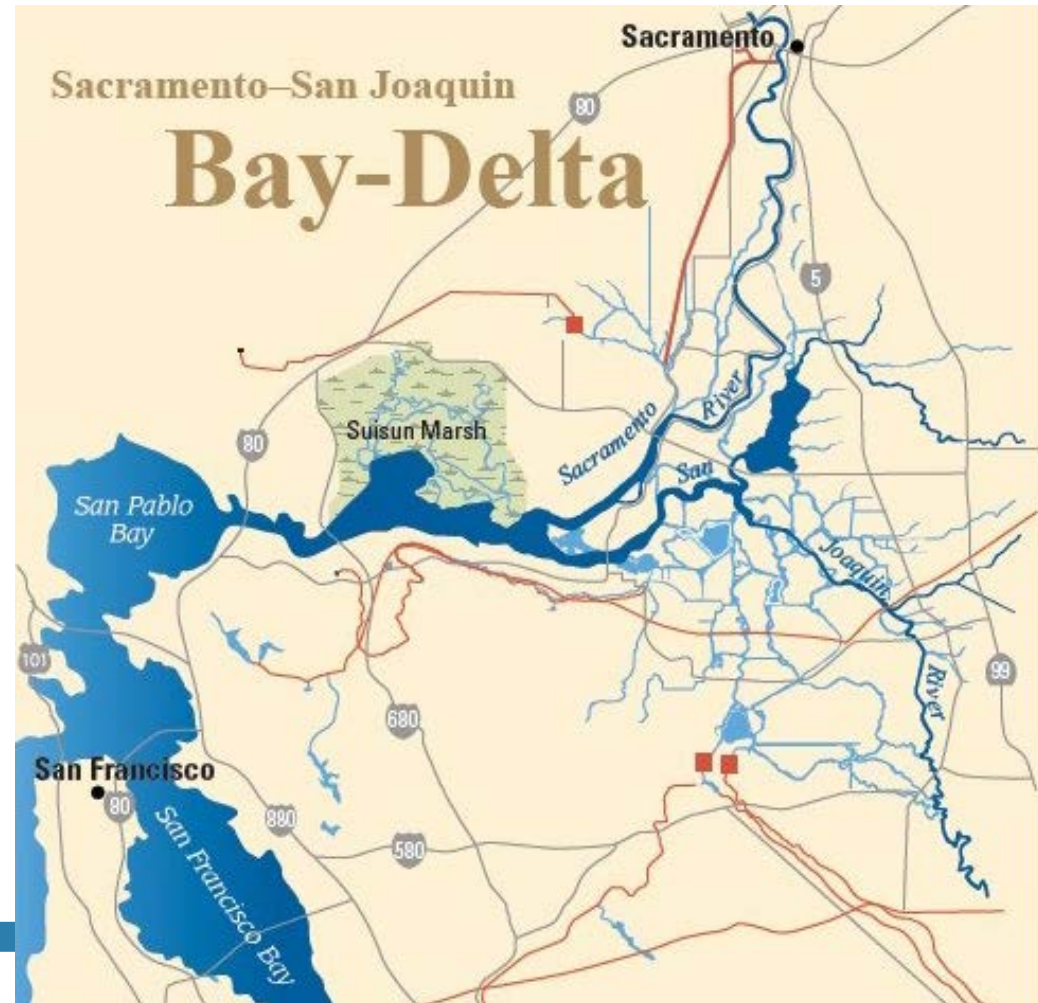 Sacramento
Sacramento–San Joaquin
80
Bay-Delta
5
Sacramento River
Suisun Marsh
80
San Joaquin River
San Pablo
Bay
101
99
680
San Francisco
80
880
580
San Francisco Bay